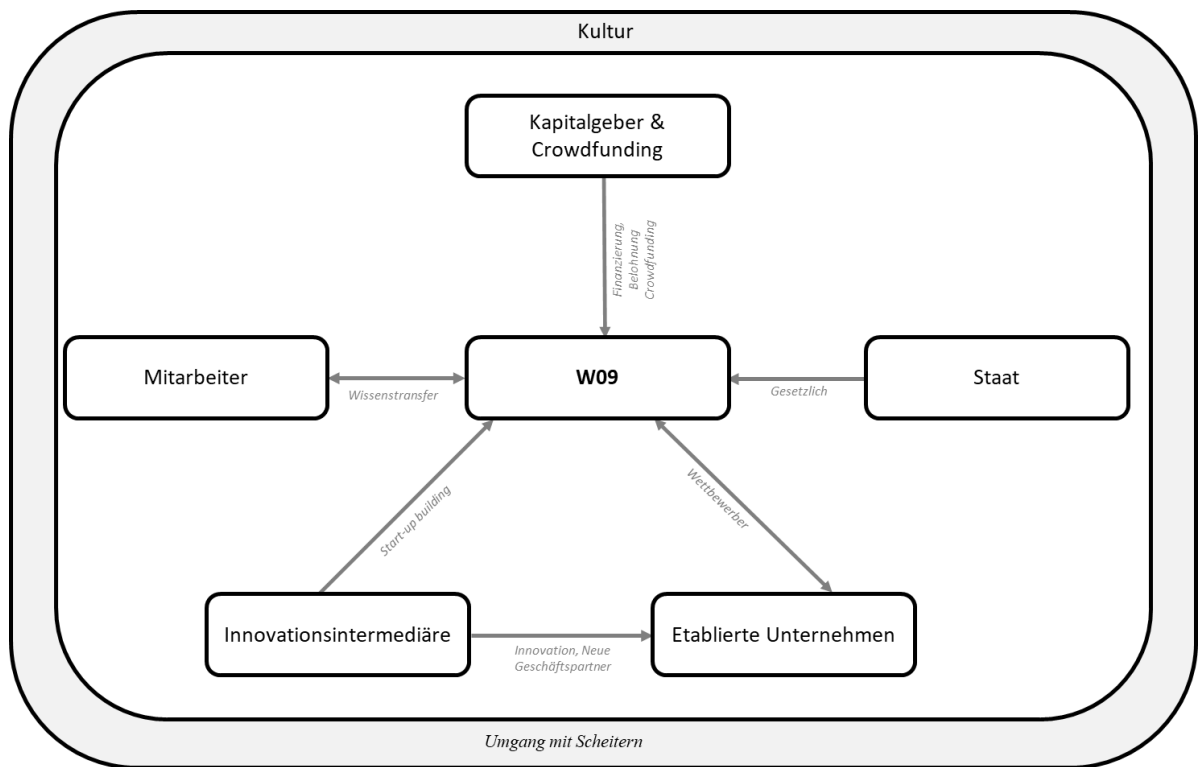 Kultur
Kapitalgeber &
Crowdfunding
Finanzierung,
Belohnung
Crowdfunding
Mitarbeiter
Wissenstransfer
W09
Gesetzlich
Staat
Start-up building
Wettbewerber
Innovationsintermediäre
Innovation, Neue
Geschäftspartner
Etablierte Unternehmen
Umgang mit Scheitern